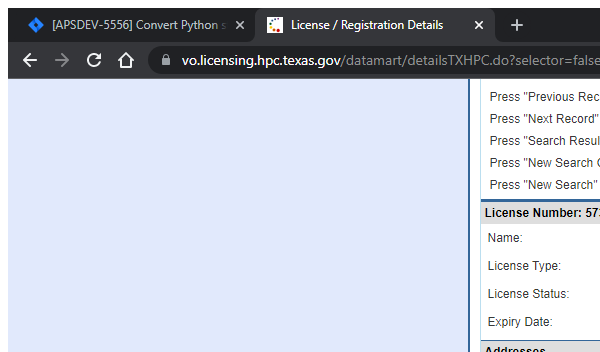 [APSDEV-5556] Convert Python s
License / Registration Details
vo.licensing.hpc.texas.gov/datamart/detailsTXHPC.do?selector=false
Press "Previous Rec
Press "Next Record"
Press "Search Resul
Press "New Search
Press "New Search"
License Number: 57
Name:
License Type:
License Status:
Expiry Date:
Addresses